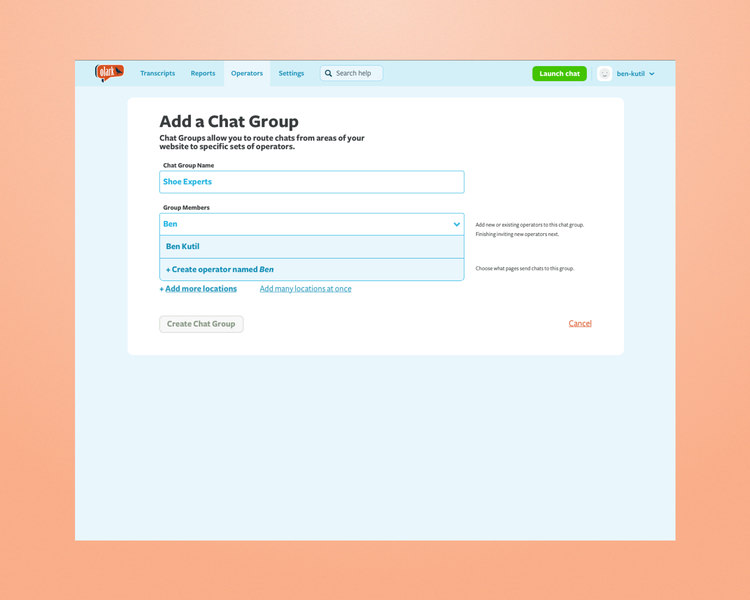 olark
Transcripts
Reports
Operators
Settings
Search help
Launch chat
ben-kutil
Add a Chat Group
Chat Groups allow you to route chats from areas of your
website to specific sets of operators.
Chat Group Name
Shoe Experts
Group Members
Ben
Add new or existing operators to this chat group.
Finishing inviting new operators next.
Ben Kutil
+ Create operator named Ben
Choose what pages send chats to this group.
+ Add more locations
Add many locations at once
Create Chat Group
Cancel